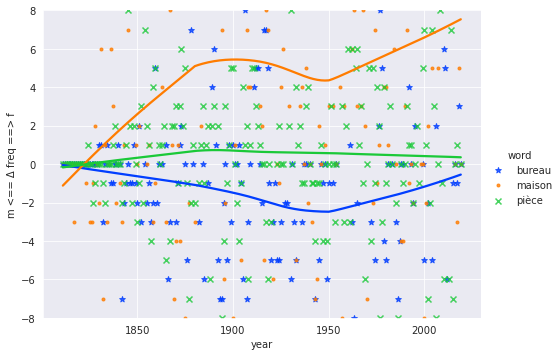 8
6
4
2
0
−2
−4
−6
−8
m <== Δ freq ==> f
1850
1900
1950
2000
year
word
bureau
maison
pièce